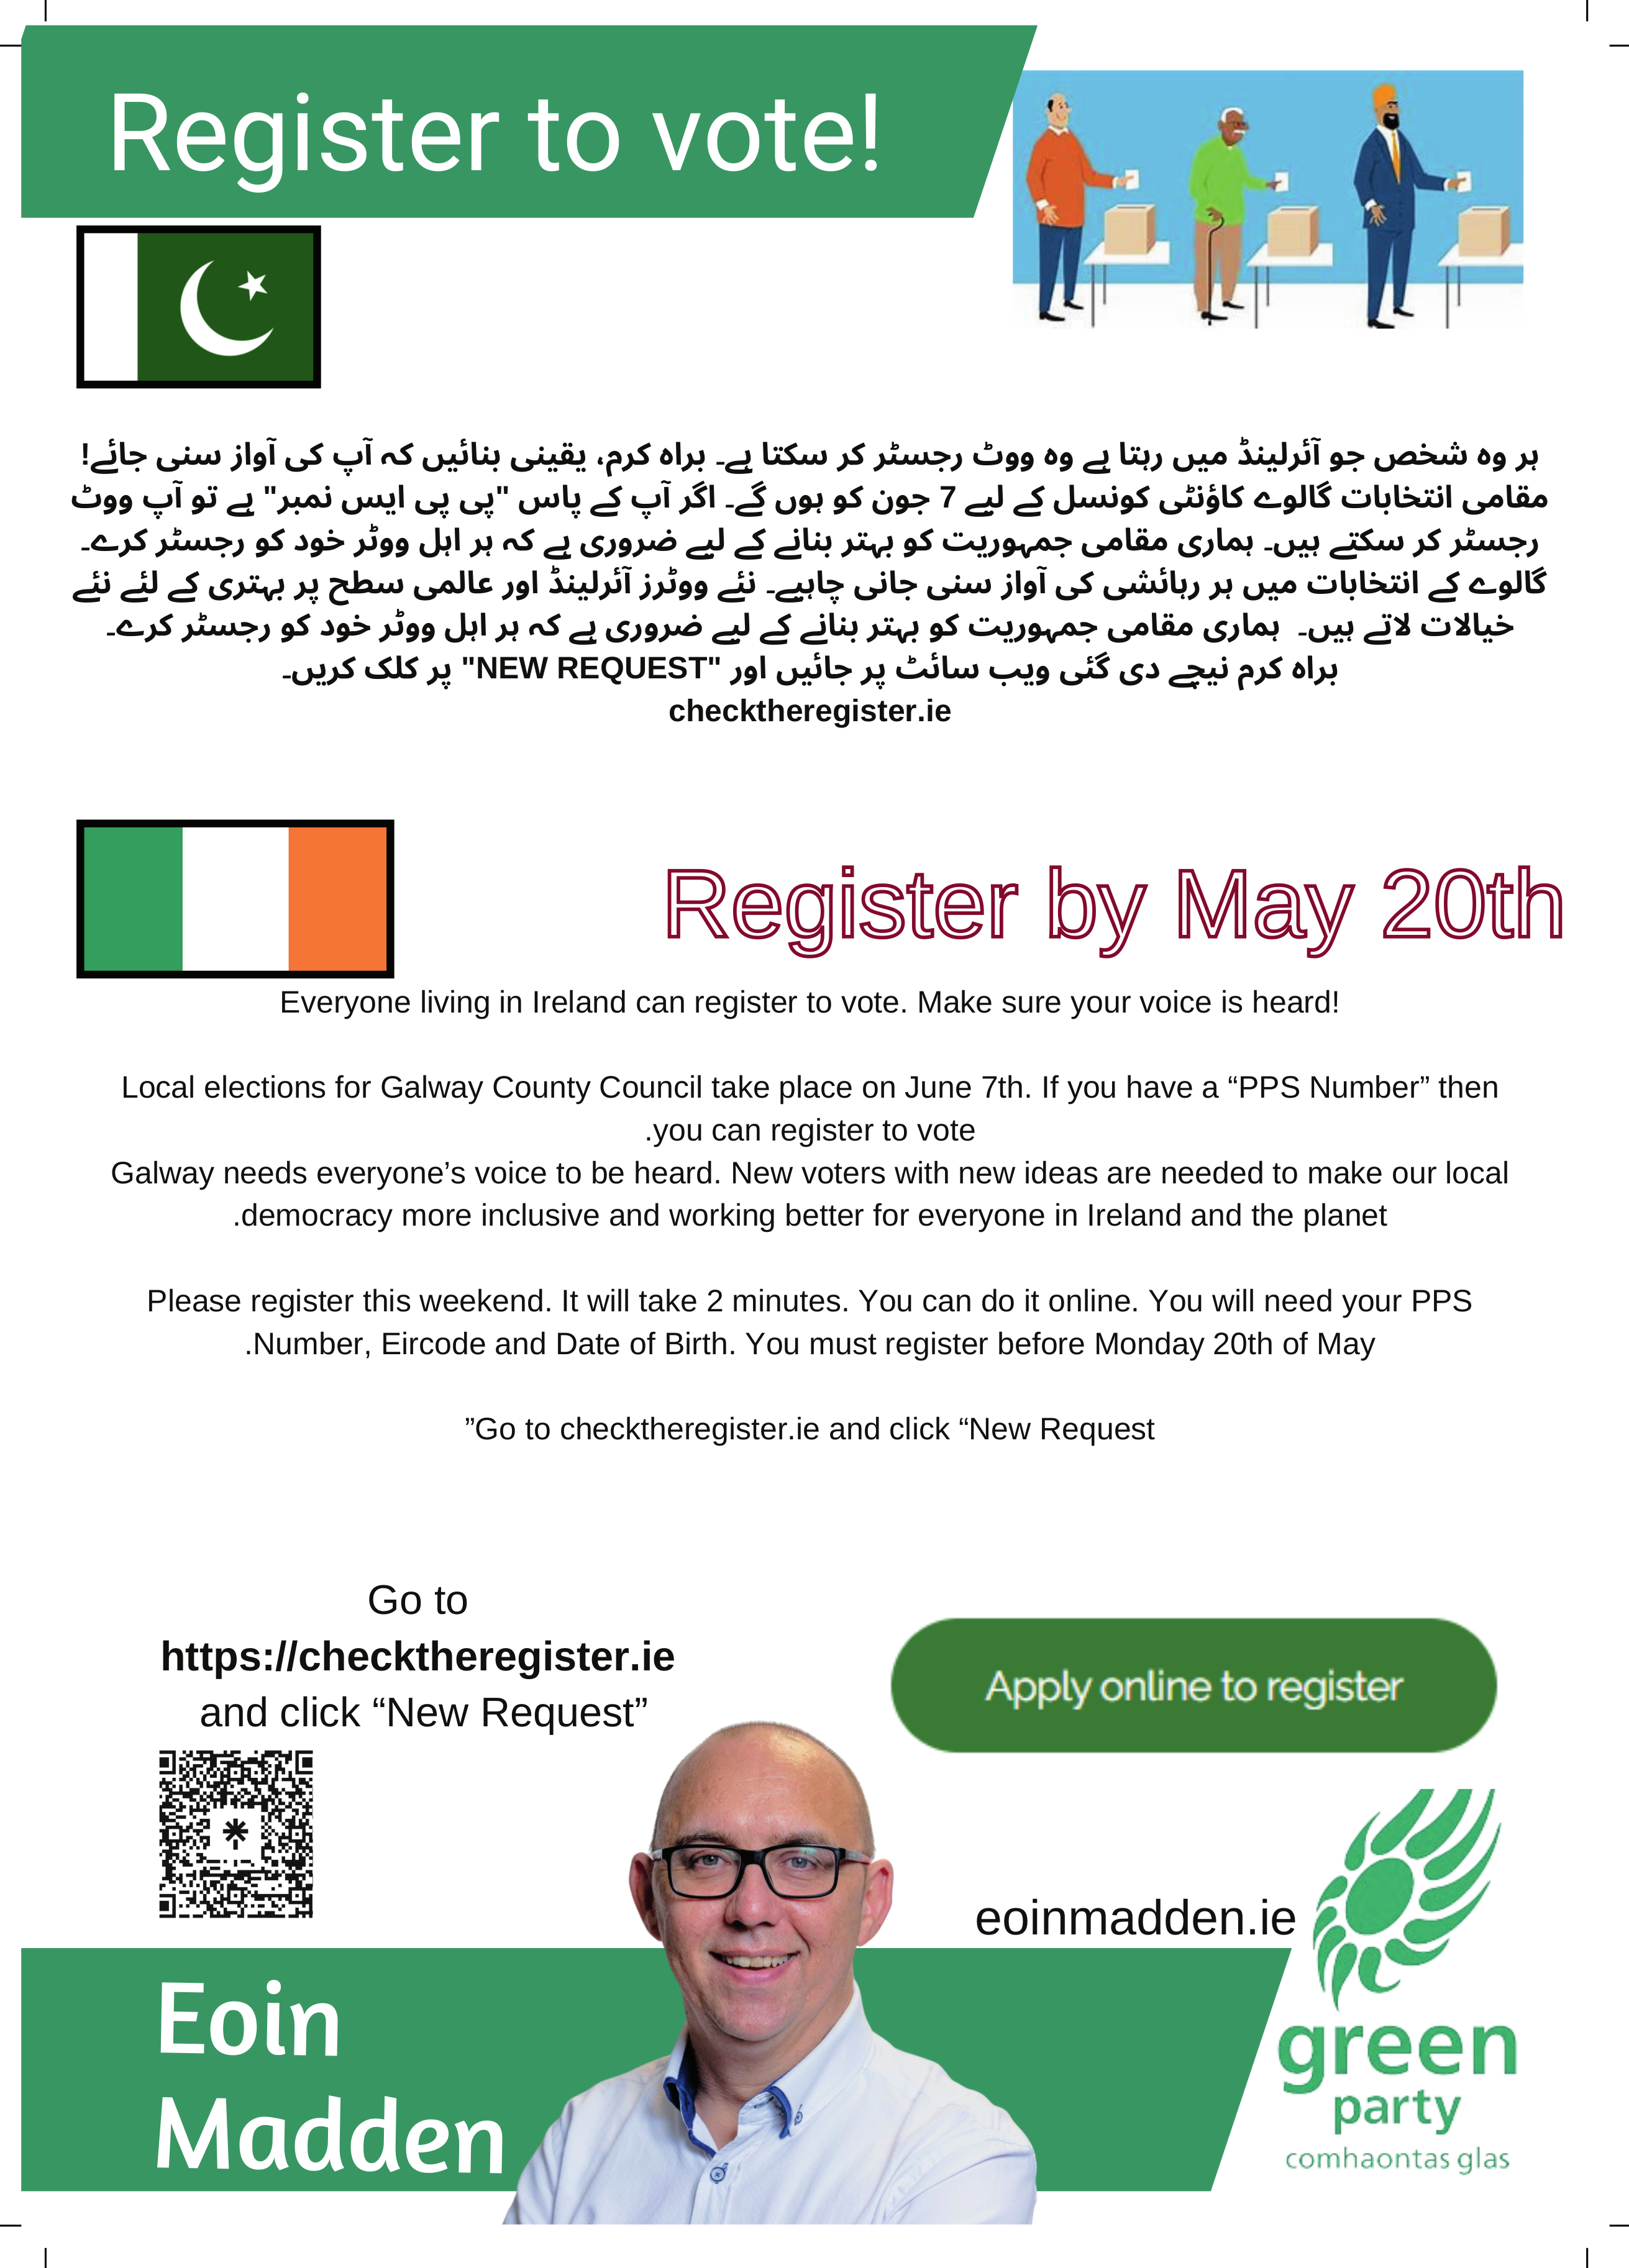 Register to vote!
ہر وہ شخص جو آئرلینڈ میں رہتا ہے وہ ووٹ رجسٹر کر سکتا ہے۔ براہ کرم، یقینی بنائیں کہ آپ کی آواز سنی جائے!
مقامی انتخابات گالوے کاؤنٹی کونسل کے لیے 7 جون کو ہوں گے۔ اگر آپ کے پاس "پی پی ایس نمبر" ہے تو آپ ووٹ
رجسٹر کر سکتے ہیں۔ ہماری مقامی جمہوریت کو بہتر بنانے کے لیے ضروری ہے کہ ہر اہل ووٹر خود کو رجسٹر کرے۔
گالوے کے انتخابات میں ہر رہائشی کی آواز سنی جانی چاہیے۔ نئے ووٹرز آئرلینڈ اور عالمی سطح پر بہتری کے لئے نئے
خیالات لاتے ہیں۔ ہماری مقامی جمہوریت کو بہتر بنانے کے لیے ضروری ہے کہ ہر اہل ووٹر خود کو رجسٹر کرے۔
براہ کرم نیچے دی گئی ویب سائٹ پر جائیں اور "NEW REQUEST" پر کلک کریں۔
checktheregister.ie
Register by May 20th
Everyone living in Ireland can register to vote. Make sure your voice is heard!
Local elections for Galway County Council take place on June 7th. If you have a “PPS Number” then
.you can register to vote
Galway needs everyone’s voice to be heard. New voters with new ideas are needed to make our local
.democracy more inclusive and working better for everyone in Ireland and the planet
Please register this weekend. It will take 2 minutes. You can do it online. You will need your PPS
.Number, Eircode and Date of Birth. You must register before Monday 20th of May
”Go to checktheregister.ie and click “New Request
Go to
https://checktheregister.ie
and click “New Request”
Apply online to register
eoinmadden.ie
Eoin
Madden
green
party
comhaontas glas